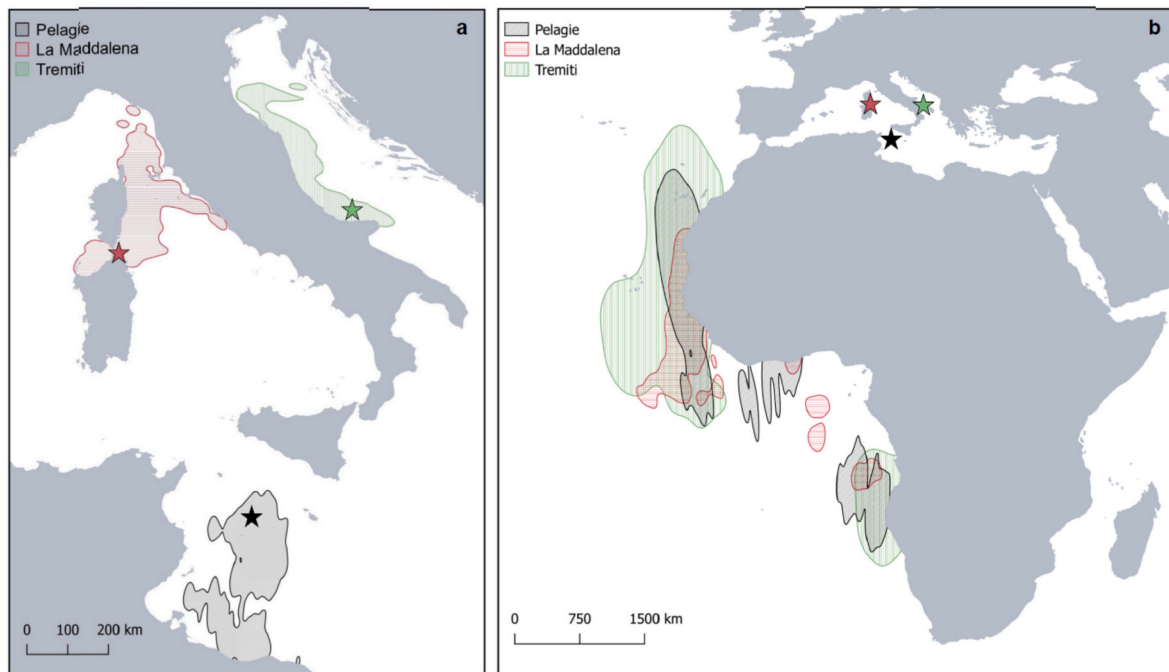 a
Pelagie
La Maddalena
Tremiti
0 100 200 km
b
Pelagie
La Maddalena
Tremiti
0 750 1500 km